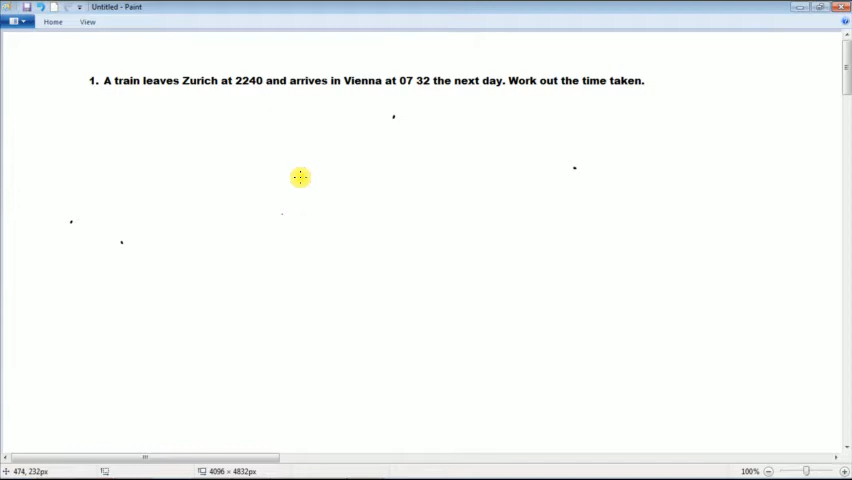 Untitled - Paint
Home View
1. A train leaves Zurich at 2240 and arrives in Vienna at 07 32 the next day. Work out the time taken.
474, 232px 4096 × 4832px 100%